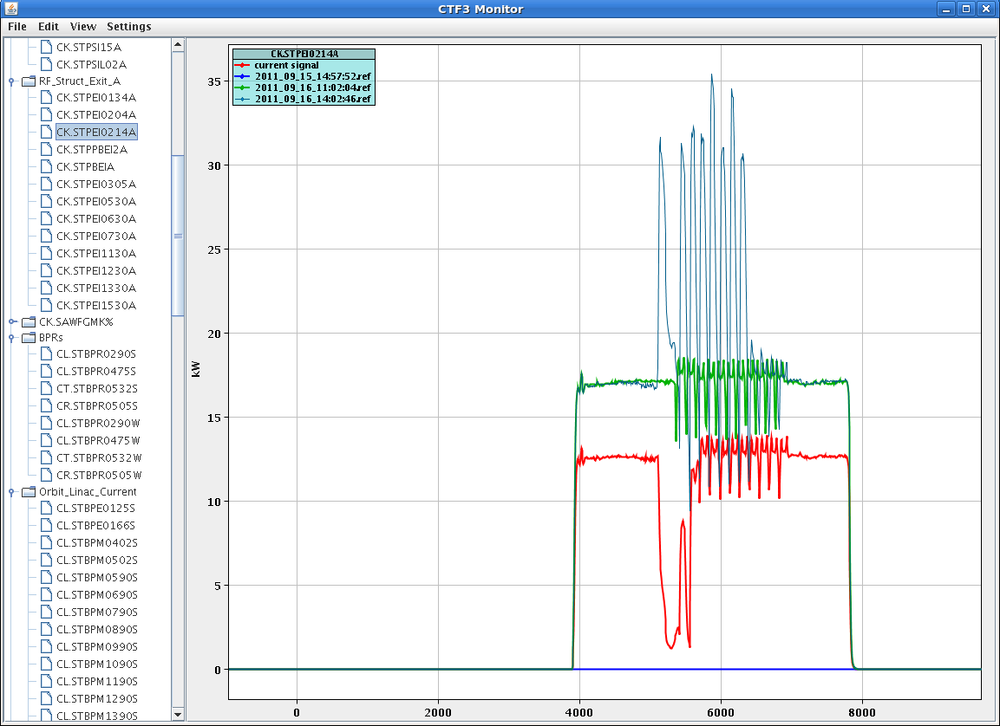 CTF3 Monitor
File Edit View Settings
CK.STPSI15A
CK.STPSIL02A
RF_Struct_Exit_A
CK.STPEI0134A
CK.STPEI0204A
CK.STPEI0214A
CK.STPPBEI2A
CK.STPBEIA
CK.STPEI0305A
CK.STPEI0530A
CK.STPEI0630A
CK.STPEI0730A
CK.STPEI1130A
CK.STPEI1230A
CK.STPEI1330A
CK.STPEI1530A
CK.SAWFGMK%
BPRs
CL.STBPR0290S
CL.STBPR0475S
CT.STBPR0532S
CR.STBPR0505S
CL.STBPR0290W
CL.STBPR0475W
CT.STBPR0532W
CR.STBPR0505W
Orbit_Linac_Current
CL.STBPE0125S
CL.STBPE0166S
CL.STBPM0402S
CL.STBPM0502S
CL.STBPM0590S
CL.STBPM0690S
CL.STBPM0790S
CL.STBPM0890S
CL.STBPM0990S
CL.STBPM1090S
CL.STBPM1190S
CL.STBPM1290S
CL.STBPM1390S
CK.STPEI0214A
current signal
2011_09_15_14:57:52.ref
2011_09_16_11:02:04.ref
2011_09_16_14:02:46.ref
kW
35
30
25
20
15
10
5
0
0 2000 4000 6000 8000